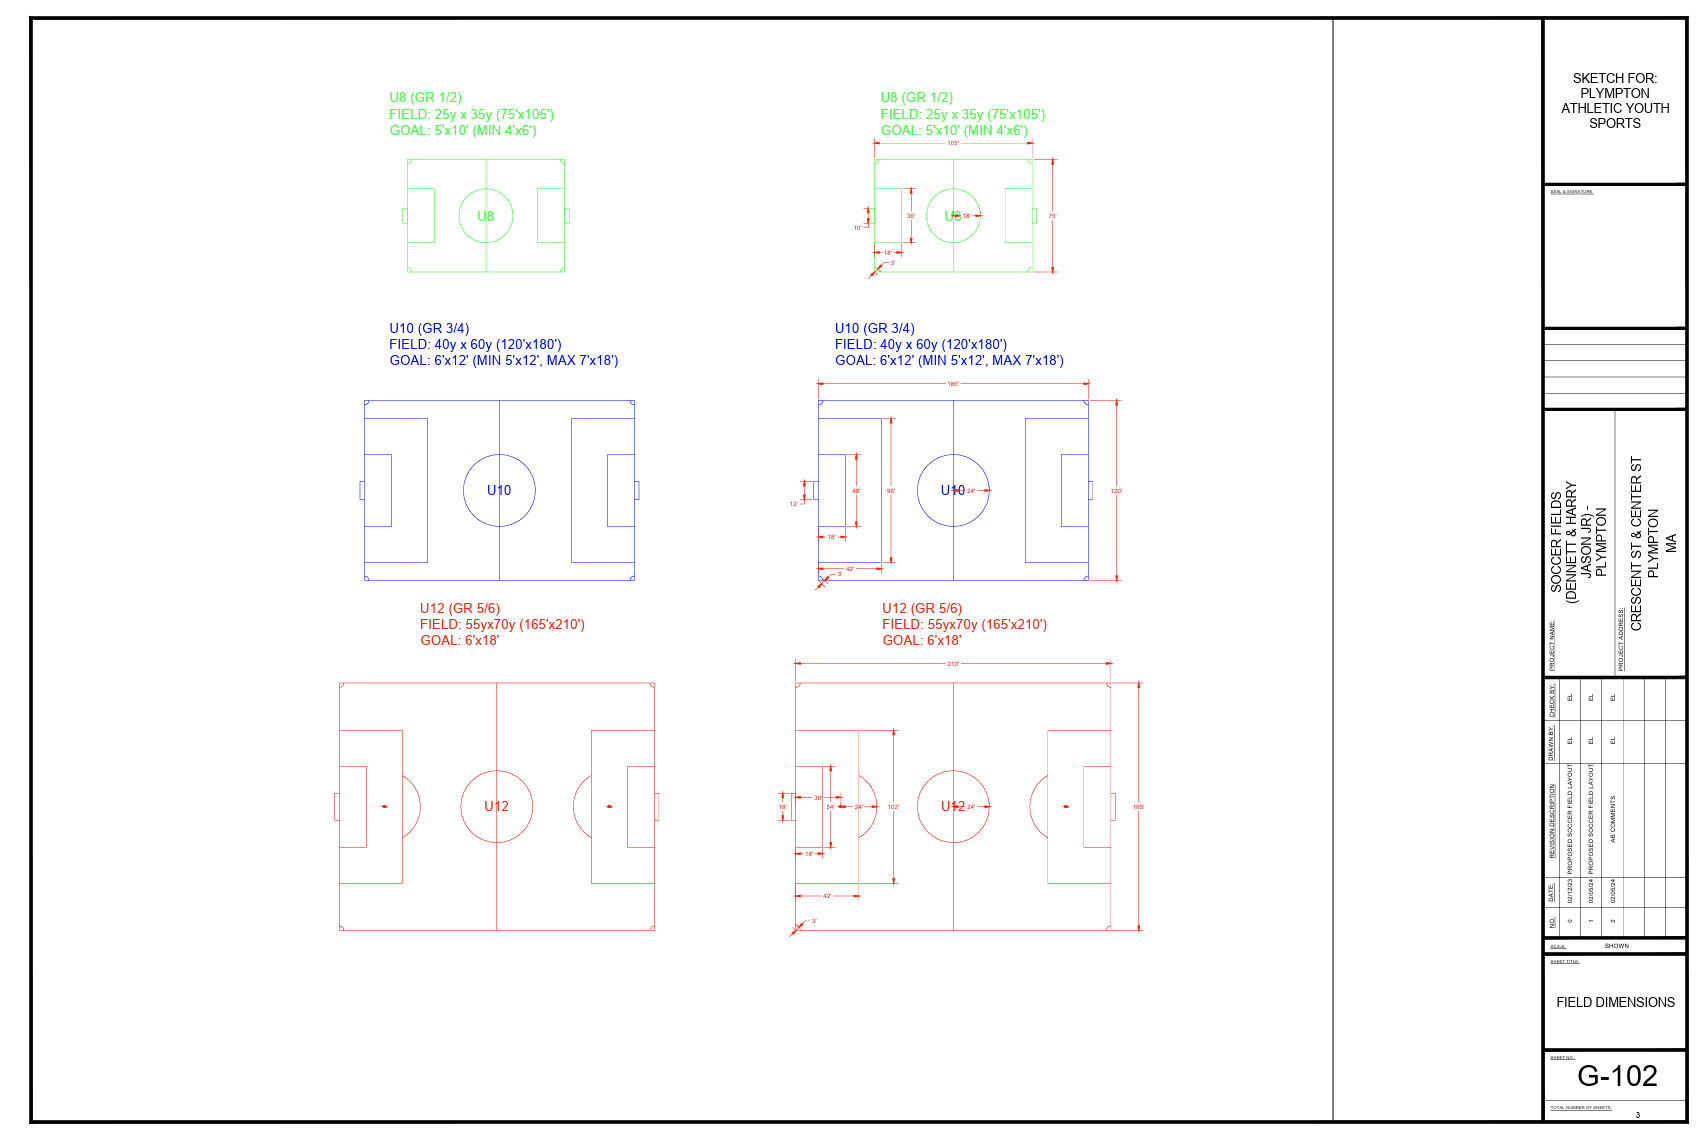 U8 (GR 1/2)
FIELD: 25y x 35y (75'x105')
GOAL: 5'x10' (MIN 4'x6')
U8
U8 (GR 1/2)
FIELD: 25y x 35y (75'x105')
GOAL: 5'x10' (MIN 4'x6')
105'
36'
U8
18'
75'
10'
18'
3'
U10 (GR 3/4)
FIELD: 40y x 60y (120'x180')
GOAL: 6'x12' (MIN 5'x12', MAX 7'x18')
U10
U10 (GR 3/4)
FIELD: 40y x 60y (120'x180')
GOAL: 6'x12' (MIN 5'x12', MAX 7'x18')
180'
48'
96'
U10
24'
120'
12'
18'
42'
3'
U12 (GR 5/6)
FIELD: 55yx70y (165'x210')
GOAL: 6'x18'
U12
U12 (GR 5/6)
FIELD: 55yx70y (165'x210')
GOAL: 6'x18'
210'
30'
18'
54'
24'
102'
U12
24'
165'
18'
42'
3'
SKETCH FOR:
PLYMPTON
ATHLETIC YOUTH
SPORTS
SEAL & SIGNATURE:
PROJECT NAME:
SOCCER FIELDS
(DENNETT & HARRY
JASON JR) -
PLYMPTON
PROJECT ADDRESS:
CRESCENT ST & CENTER ST
PLYMPTON
MA
NO. DATE: REVISION DESCRIPTION DRAWN BY: CHECK BY:
0 02/12/23 PROPOSED SOCCER FIELD LAYOUT EL EL
1 02/05/24 PROPOSED SOCCER FIELD LAYOUT EL EL
2 02/05/24 AB COMMENTS EL EL
SCALE: SHOWN
SHEET TITLE:
FIELD DIMENSIONS
SHEET NO.:
G-102
TOTAL NUMBER OF SHEETS:
3